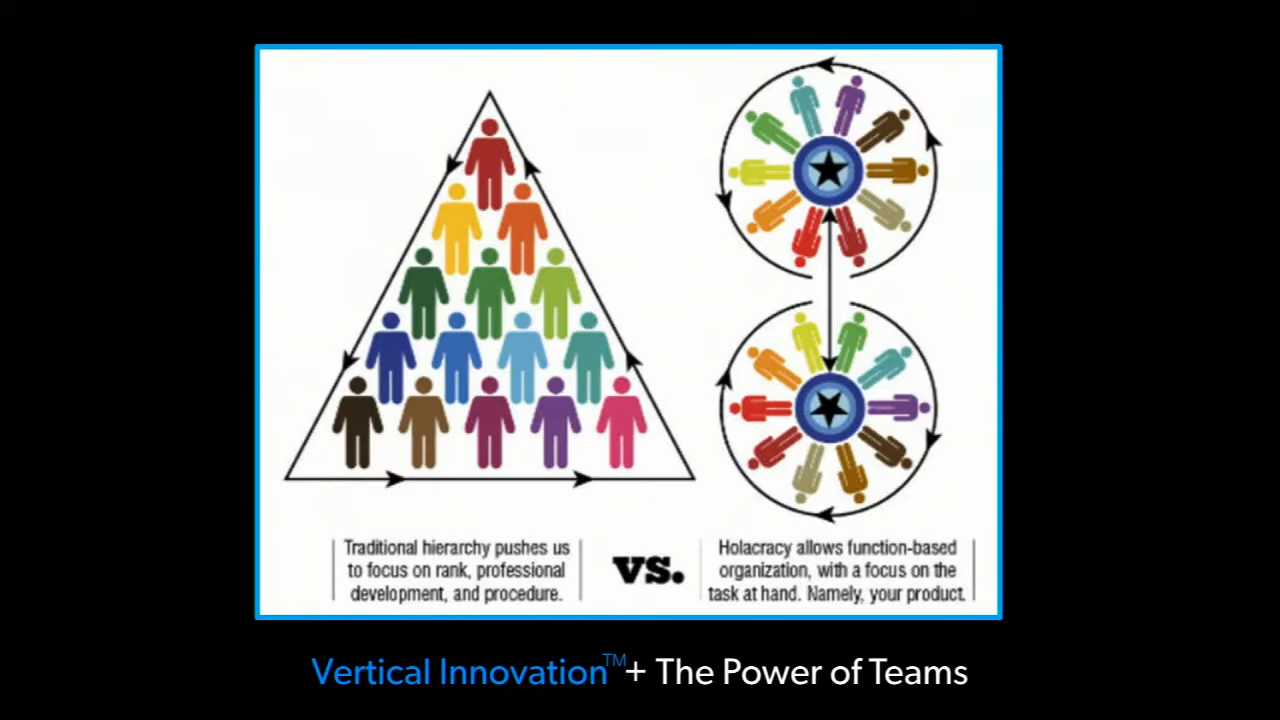 Traditional hierarchy pushes us
to focus on rank, professional
development, and procedure.
vs.
Holacracy allows function-based
organization, with a focus on the
task at hand. Namely, your product.
Vertical Innovation™ + The Power of Teams